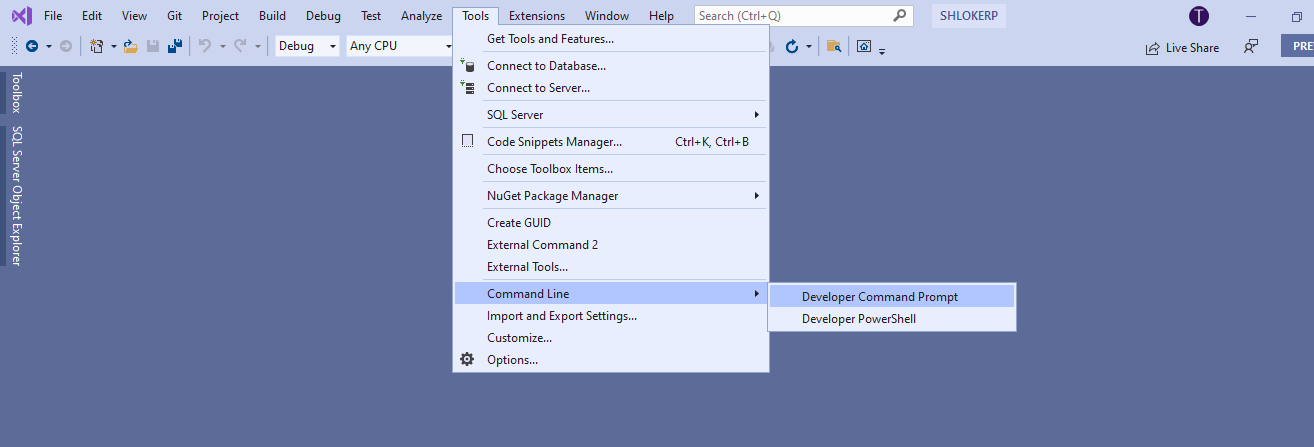 File Edit View Git Project Build Debug Test Analyze Tools Extensions Window Help Search (Ctrl+Q) SHLOKERP T
Debug Any CPU Live Share PRE
Toolbox
SQL Server Object Explorer
Get Tools and Features...
Connect to Database...
Connect to Server...
SQL Server
Code Snippets Manager... Ctrl+K, Ctrl+B
Choose Toolbox Items...
NuGet Package Manager
Create GUID
External Command 2
External Tools...
Command Line
Developer Command Prompt
Developer PowerShell
Import and Export Settings...
Customize...
Options...